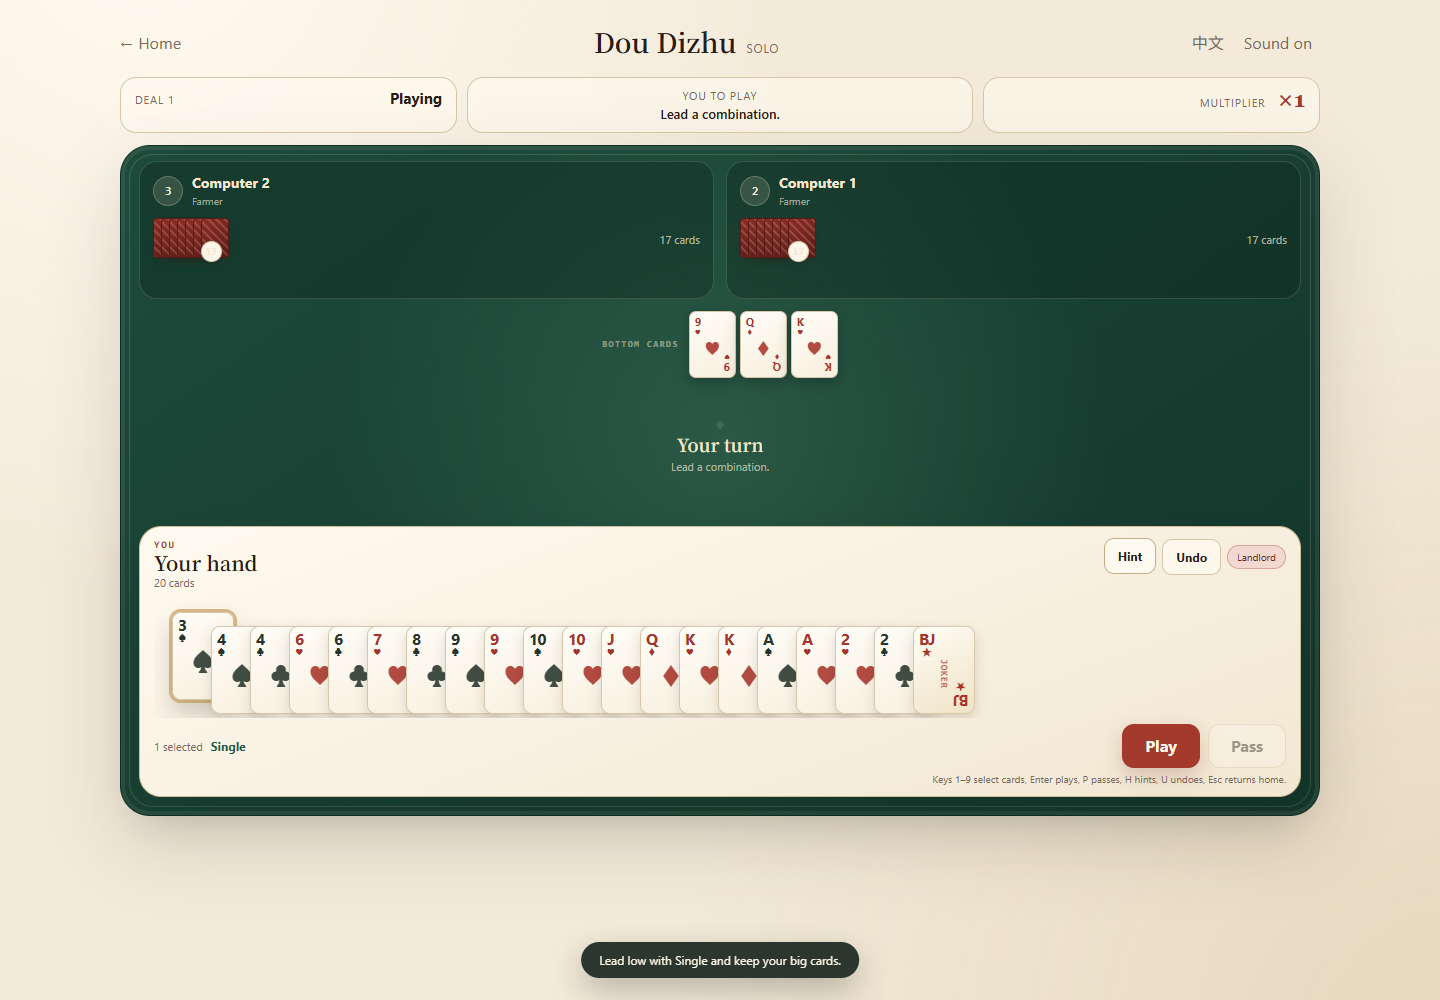 ← Home
Dou Dizhu SOLO
中文 Sound on
DEAL 1 Playing
YOU TO PLAY
Lead a combination.
MULTIPLIER ×1
3 Computer 2
Farmer
17 cards
2 Computer 1
Farmer
17 cards
BOTTOM CARDS
9 9
Q Q
K K
Your turn
Lead a combination.
YOU
Your hand
20 cards
Hint Undo Landlord
3 4 4 6 6 7 8 9 9 10 10 J Q K K A A 2 2 BJ
JOKER
BJ
1 selected Single
Play Pass
Keys 1–9 select cards, Enter plays, P passes, H hints, U undoes, Esc returns home.
Lead low with Single and keep your big cards.